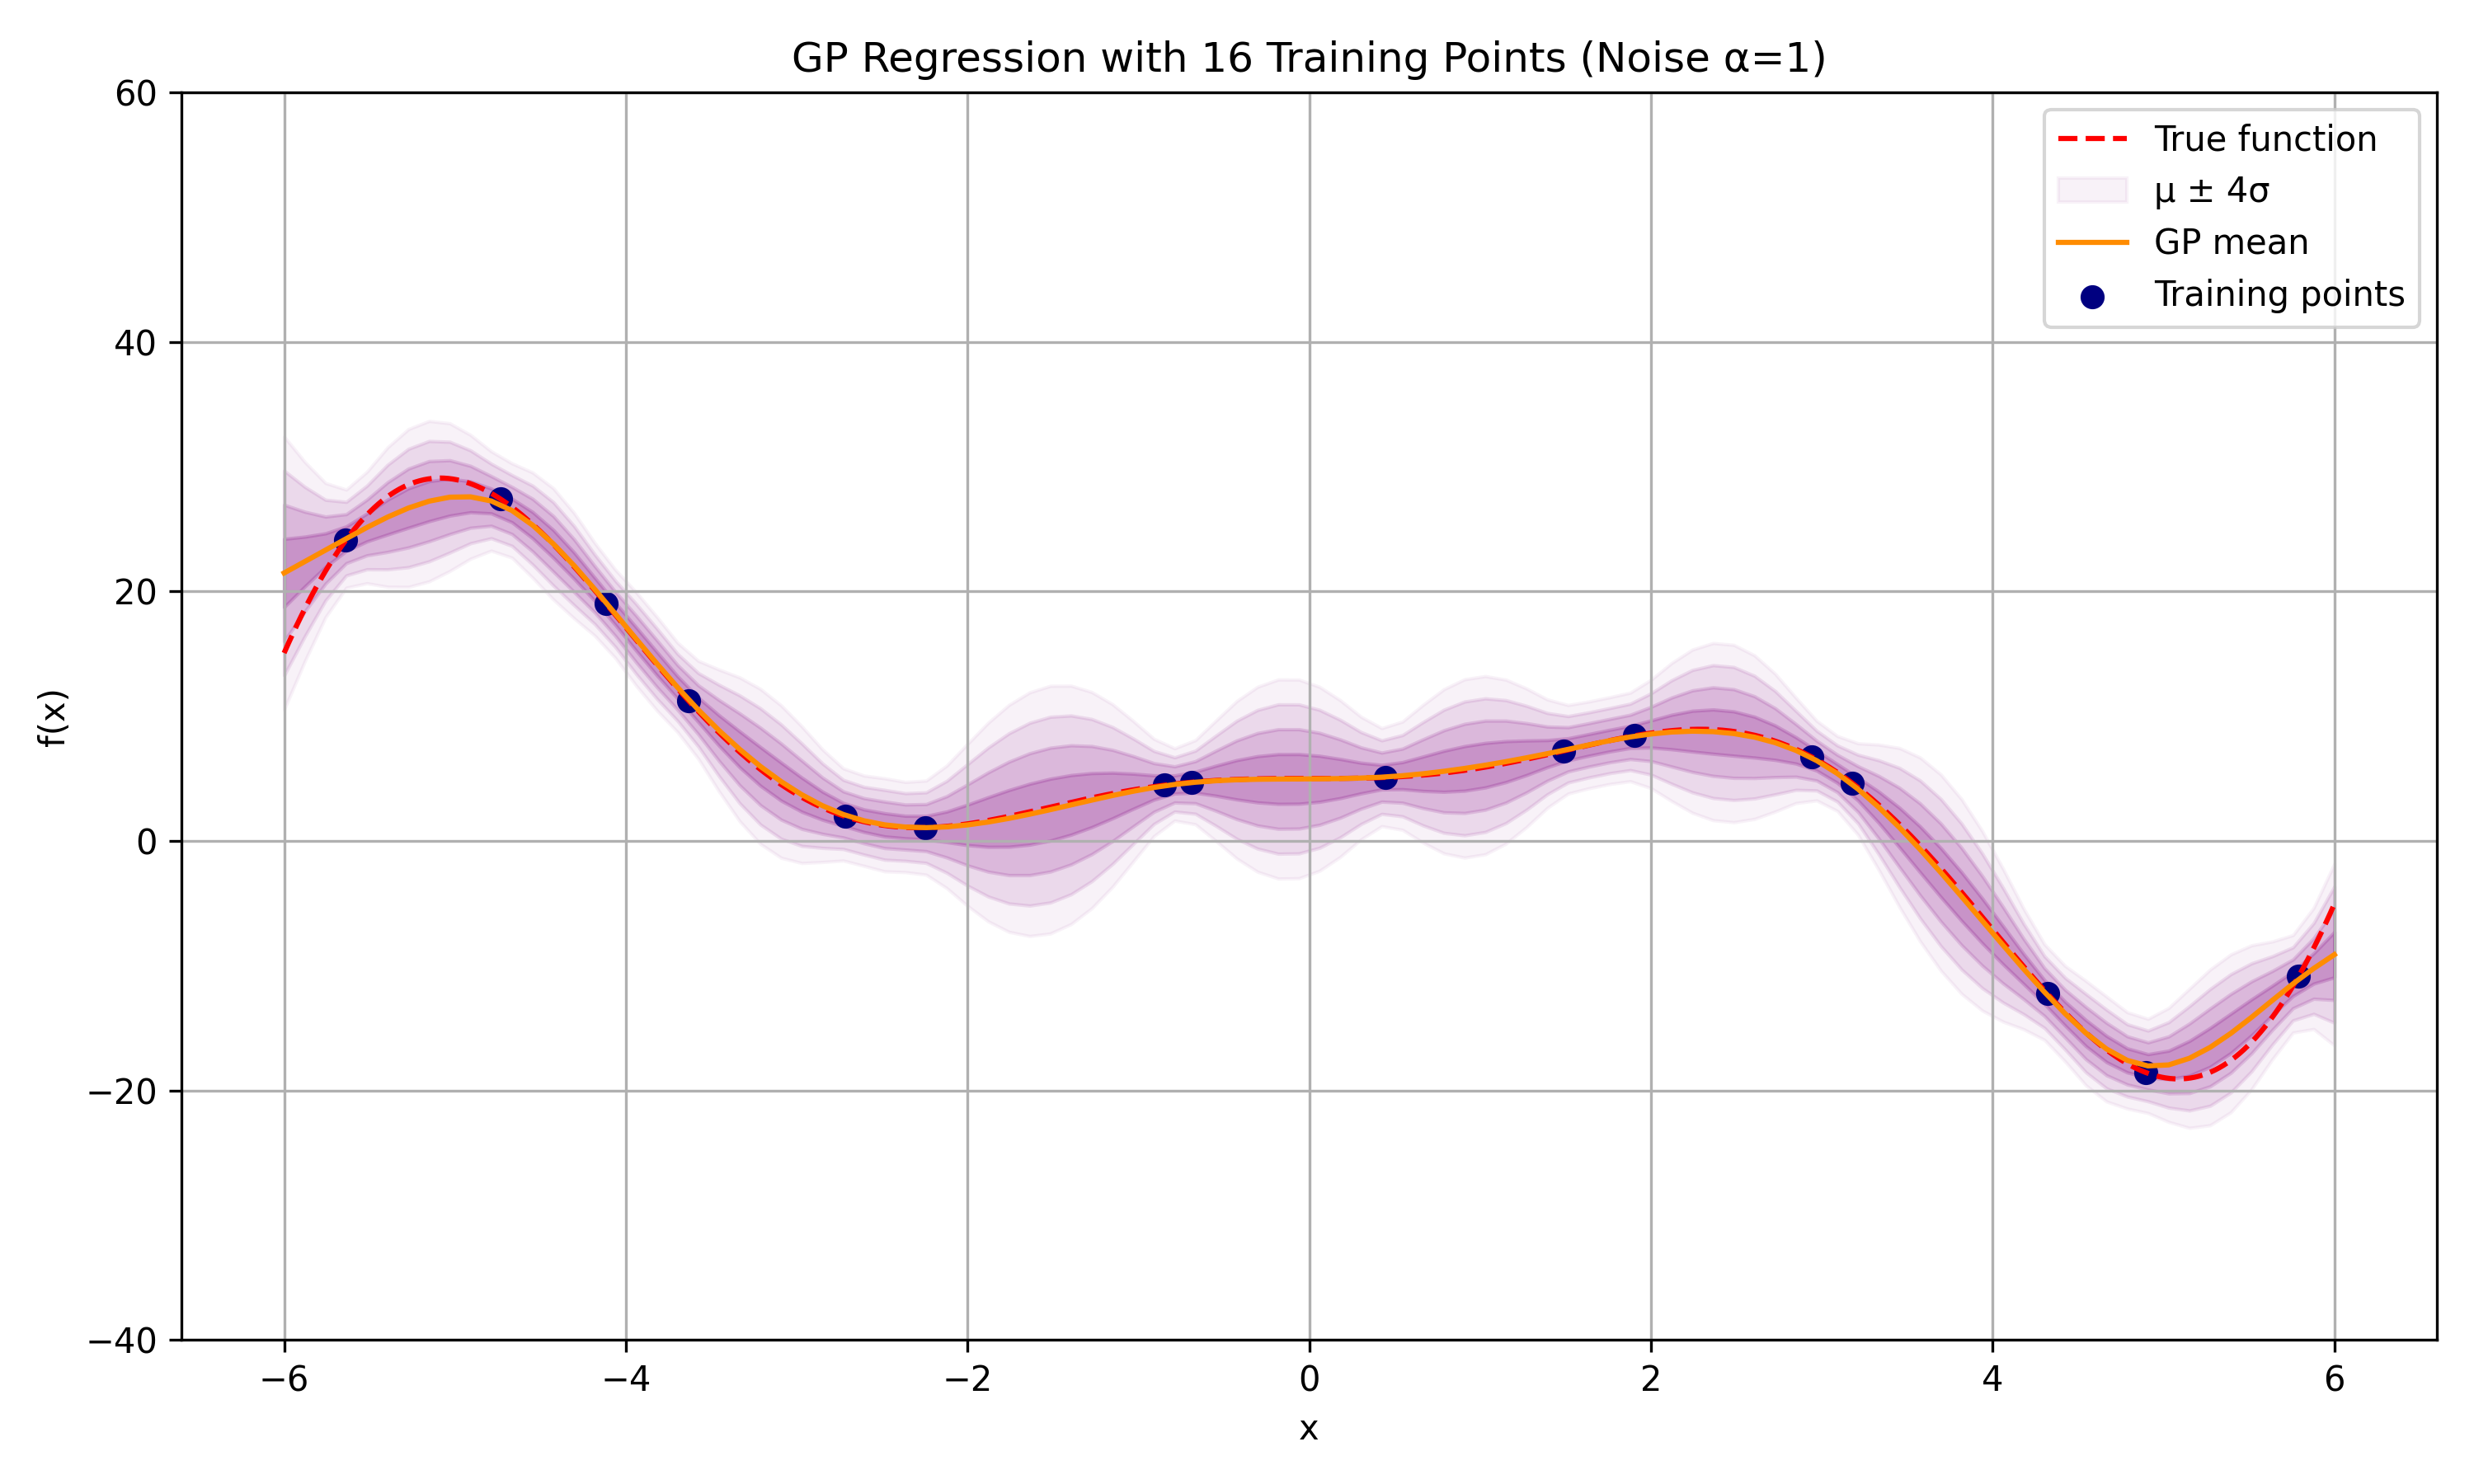 GP Regression with 16 Training Points (Noise α=1)
60
40
20
0
−20
−40
f(x)
True function
μ ± 4σ
GP mean
Training points
−6
−4
−2
0
2
4
6
x